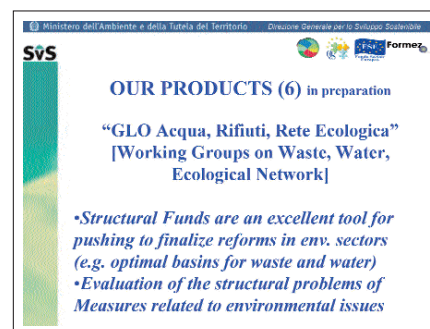 Ministero dell'Ambiente e della Tutela del Territorio Direzione Generale per lo Sviluppo Sostenibile
SvS
FSE
Formez
OUR PRODUCTS (6) in preparation
“GLO Acqua, Rifiuti, Rete Ecologica”
[Working Groups on Waste, Water,
Ecological Network]
•Structural Funds are an excellent tool for
pushing to finalize reforms in env. sectors
(e.g. optimal basins for waste and water)
•Evaluation of the structural problems of
Measures related to environmental issues